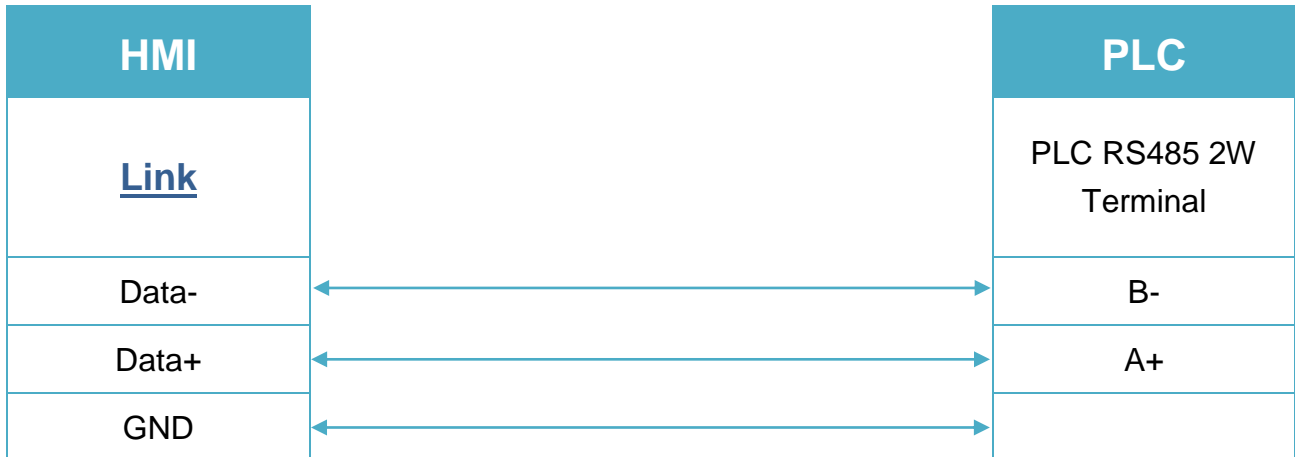 HMI
PLC
Link
PLC RS485 2W
Terminal
Data-
B-
Data+
A+
GND